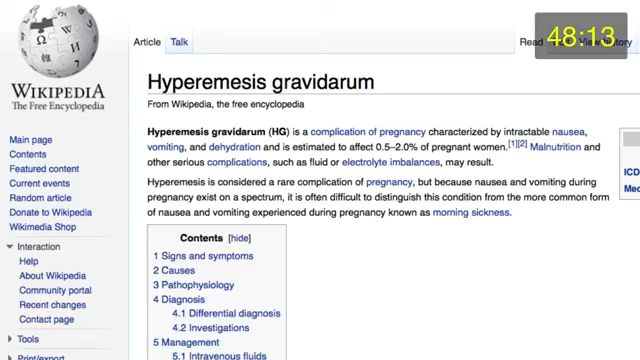 48:13
Article Talk Read View history
WIKIPEDIA
The Free Encyclopedia
Hyperemesis gravidarum
From Wikipedia, the free encyclopedia
Main page
Contents
Featured content
Current events
Random article
Donate to Wikipedia
Wikimedia Shop
Interaction
Help
About Wikipedia
Community portal
Recent changes
Contact page
Tools
Print/export
Hyperemesis gravidarum (HG) is a complication of pregnancy characterized by intractable nausea,
vomiting, and dehydration and is estimated to affect 0.5–2.0% of pregnant women.[1][2] Malnutrition and
other serious complications, such as fluid or electrolyte imbalances, may result.
Hyperemesis is considered a rare complication of pregnancy, but because nausea and vomiting during
pregnancy exist on a spectrum, it is often difficult to distinguish this condition from the more common form
of nausea and vomiting experienced during pregnancy known as morning sickness.
Contents [hide]
1 Signs and symptoms
2 Causes
3 Pathophysiology
4 Diagnosis
4.1 Differential diagnosis
4.2 Investigations
5 Management
5.1 Intravenous fluids
ICD